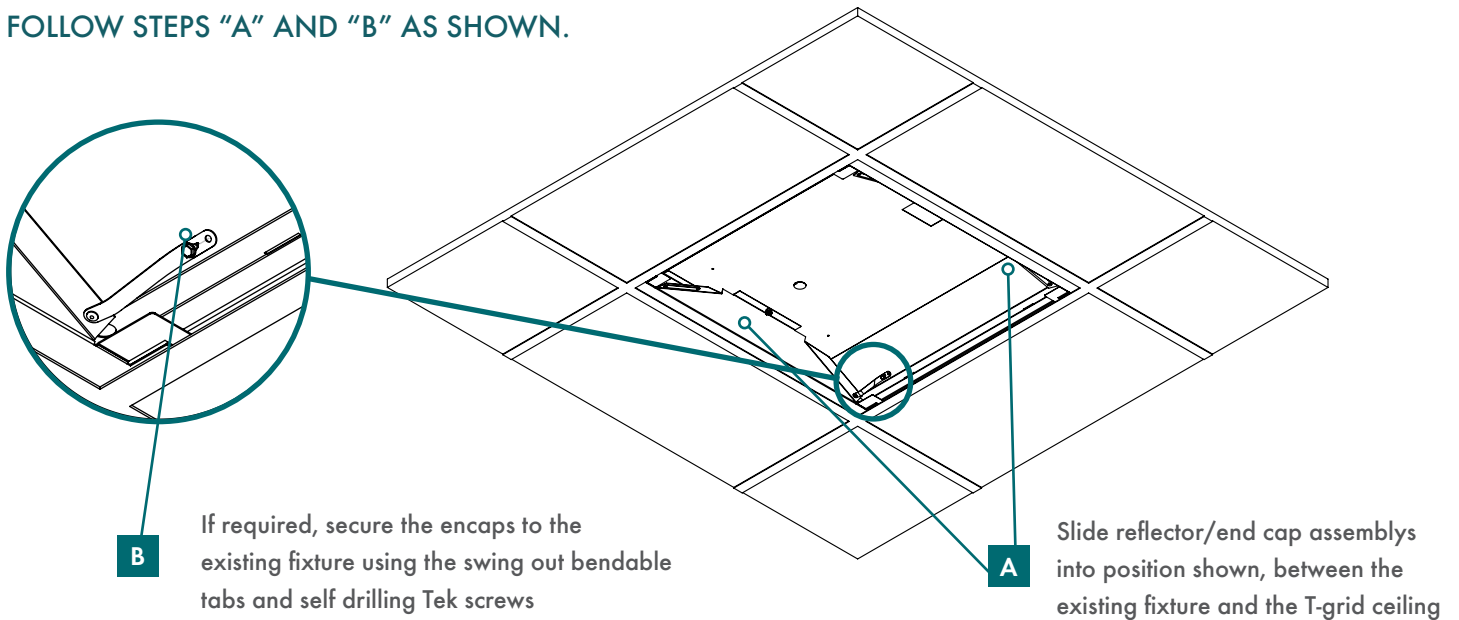 FOLLOW STEPS “A” AND “B” AS SHOWN.
B
If required, secure the encaps to the
existing fixture using the swing out bendable
tabs and self drilling Tek screws
A
Slide reflector/end cap assemblys
into position shown, between the
existing fixture and the T-grid ceiling